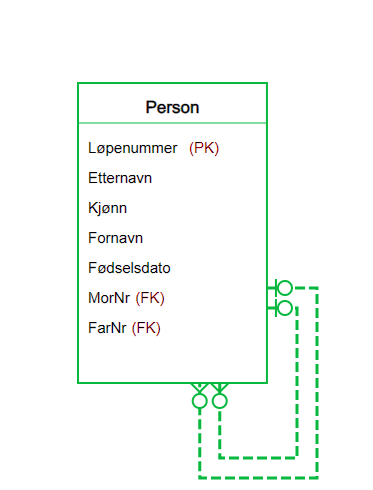 Person
Løpenummer (PK)
Etternavn
Kjønn
Fornavn
Fødselsdato
MorNr (FK)
FarNr (FK)